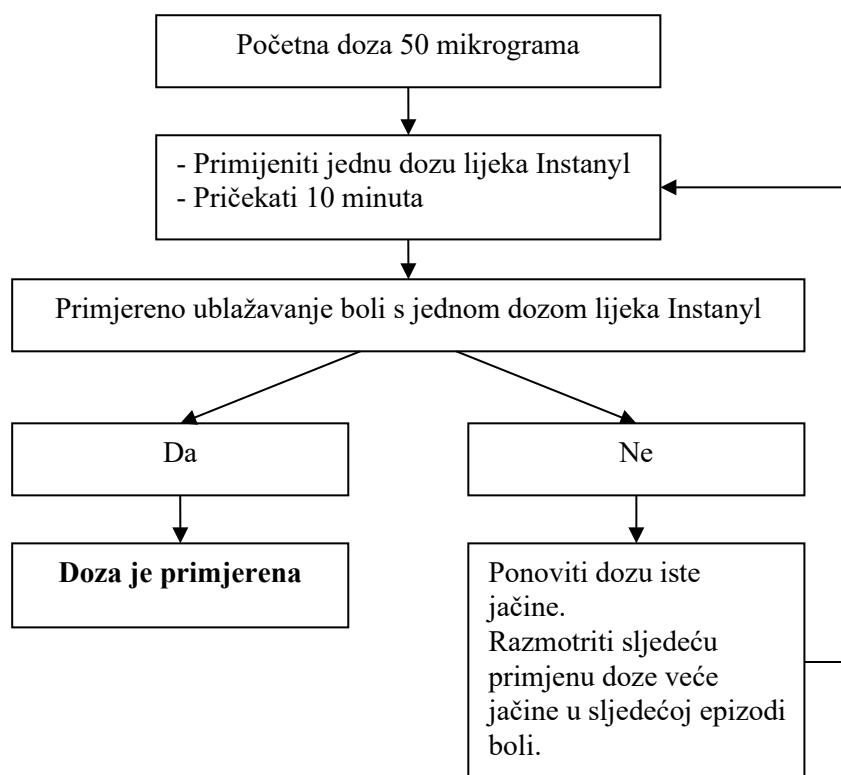 Početna doza 50 mikrograma
- Primijeniti jednu dozu lijeka Instanyl
- Pričekati 10 minuta
Primjereno ublažavanje boli s jednom dozom lijeka Instanyl
Da
Ne
Doza je primjerena
Ponoviti dozu iste
jačine.
Razmotriti sljedeću
primjenu doze veće
jačine u sljedećoj epizodi
boli.